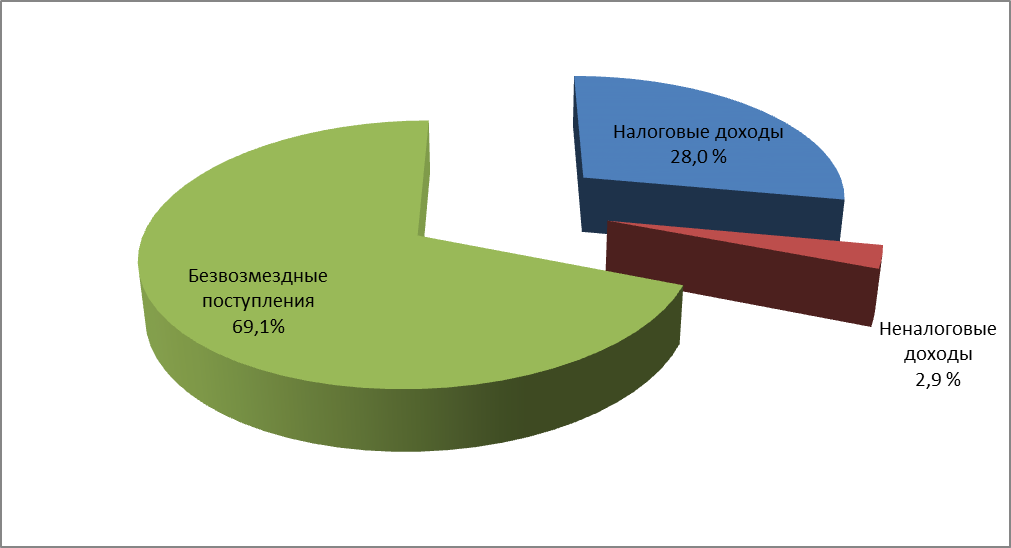 Налоговые доходы
28,0 %
Безвозмездные
поступления
69,1%
Неналоговые
доходы
2,9 %